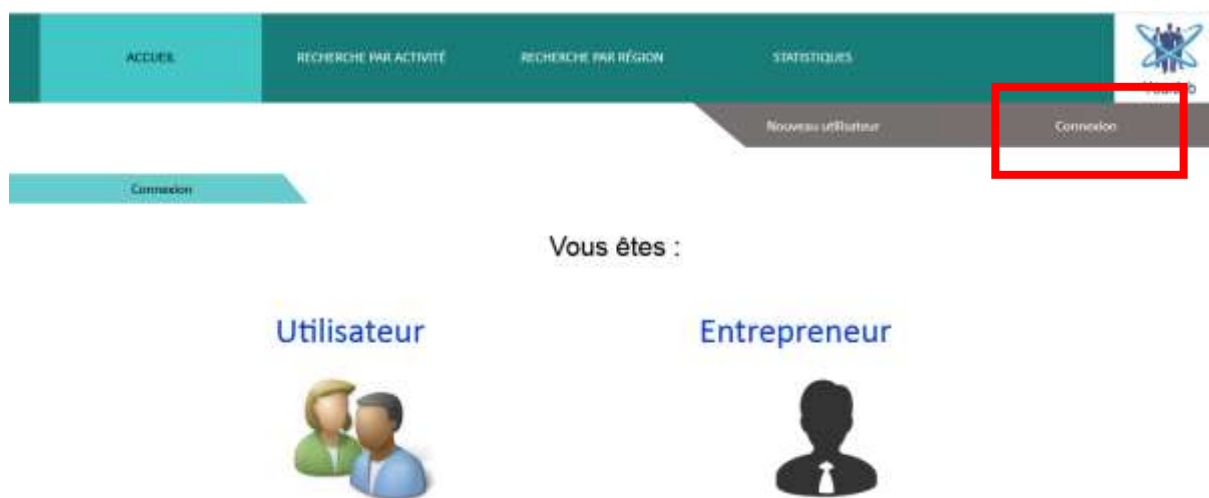 ACCUEIL
RECHERCHE PAR ACTIVITÉ
RECHERCHE PAR RÉGION
STATISTIQUES
Nouveau utilisateur
Connexion
Connexion
Vous êtes :
Utilisateur
Entrepreneur